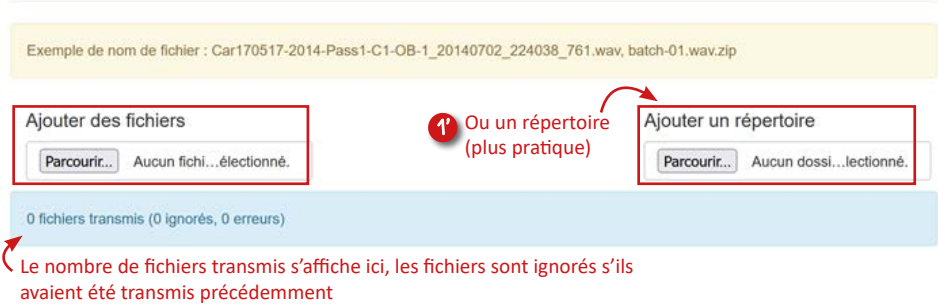 Exemple de nom de fichier : Car170517-2014-Pass1-C1-OB-1_20140702_224038_761.wav, batch-01.wav.zip
Ajouter des fichiers
Parcourir... Aucun fichi...électionné.
1' Ou un répertoire
(plus pratique)
Ajouter un répertoire
Parcourir... Aucun dossi...lectionné.
0 fichiers transmis (0 ignorés, 0 erreurs)
Le nombre de fichiers transmis s'affiche ici, les fichiers sont ignorés s'ils
avaient été transmis précédemment